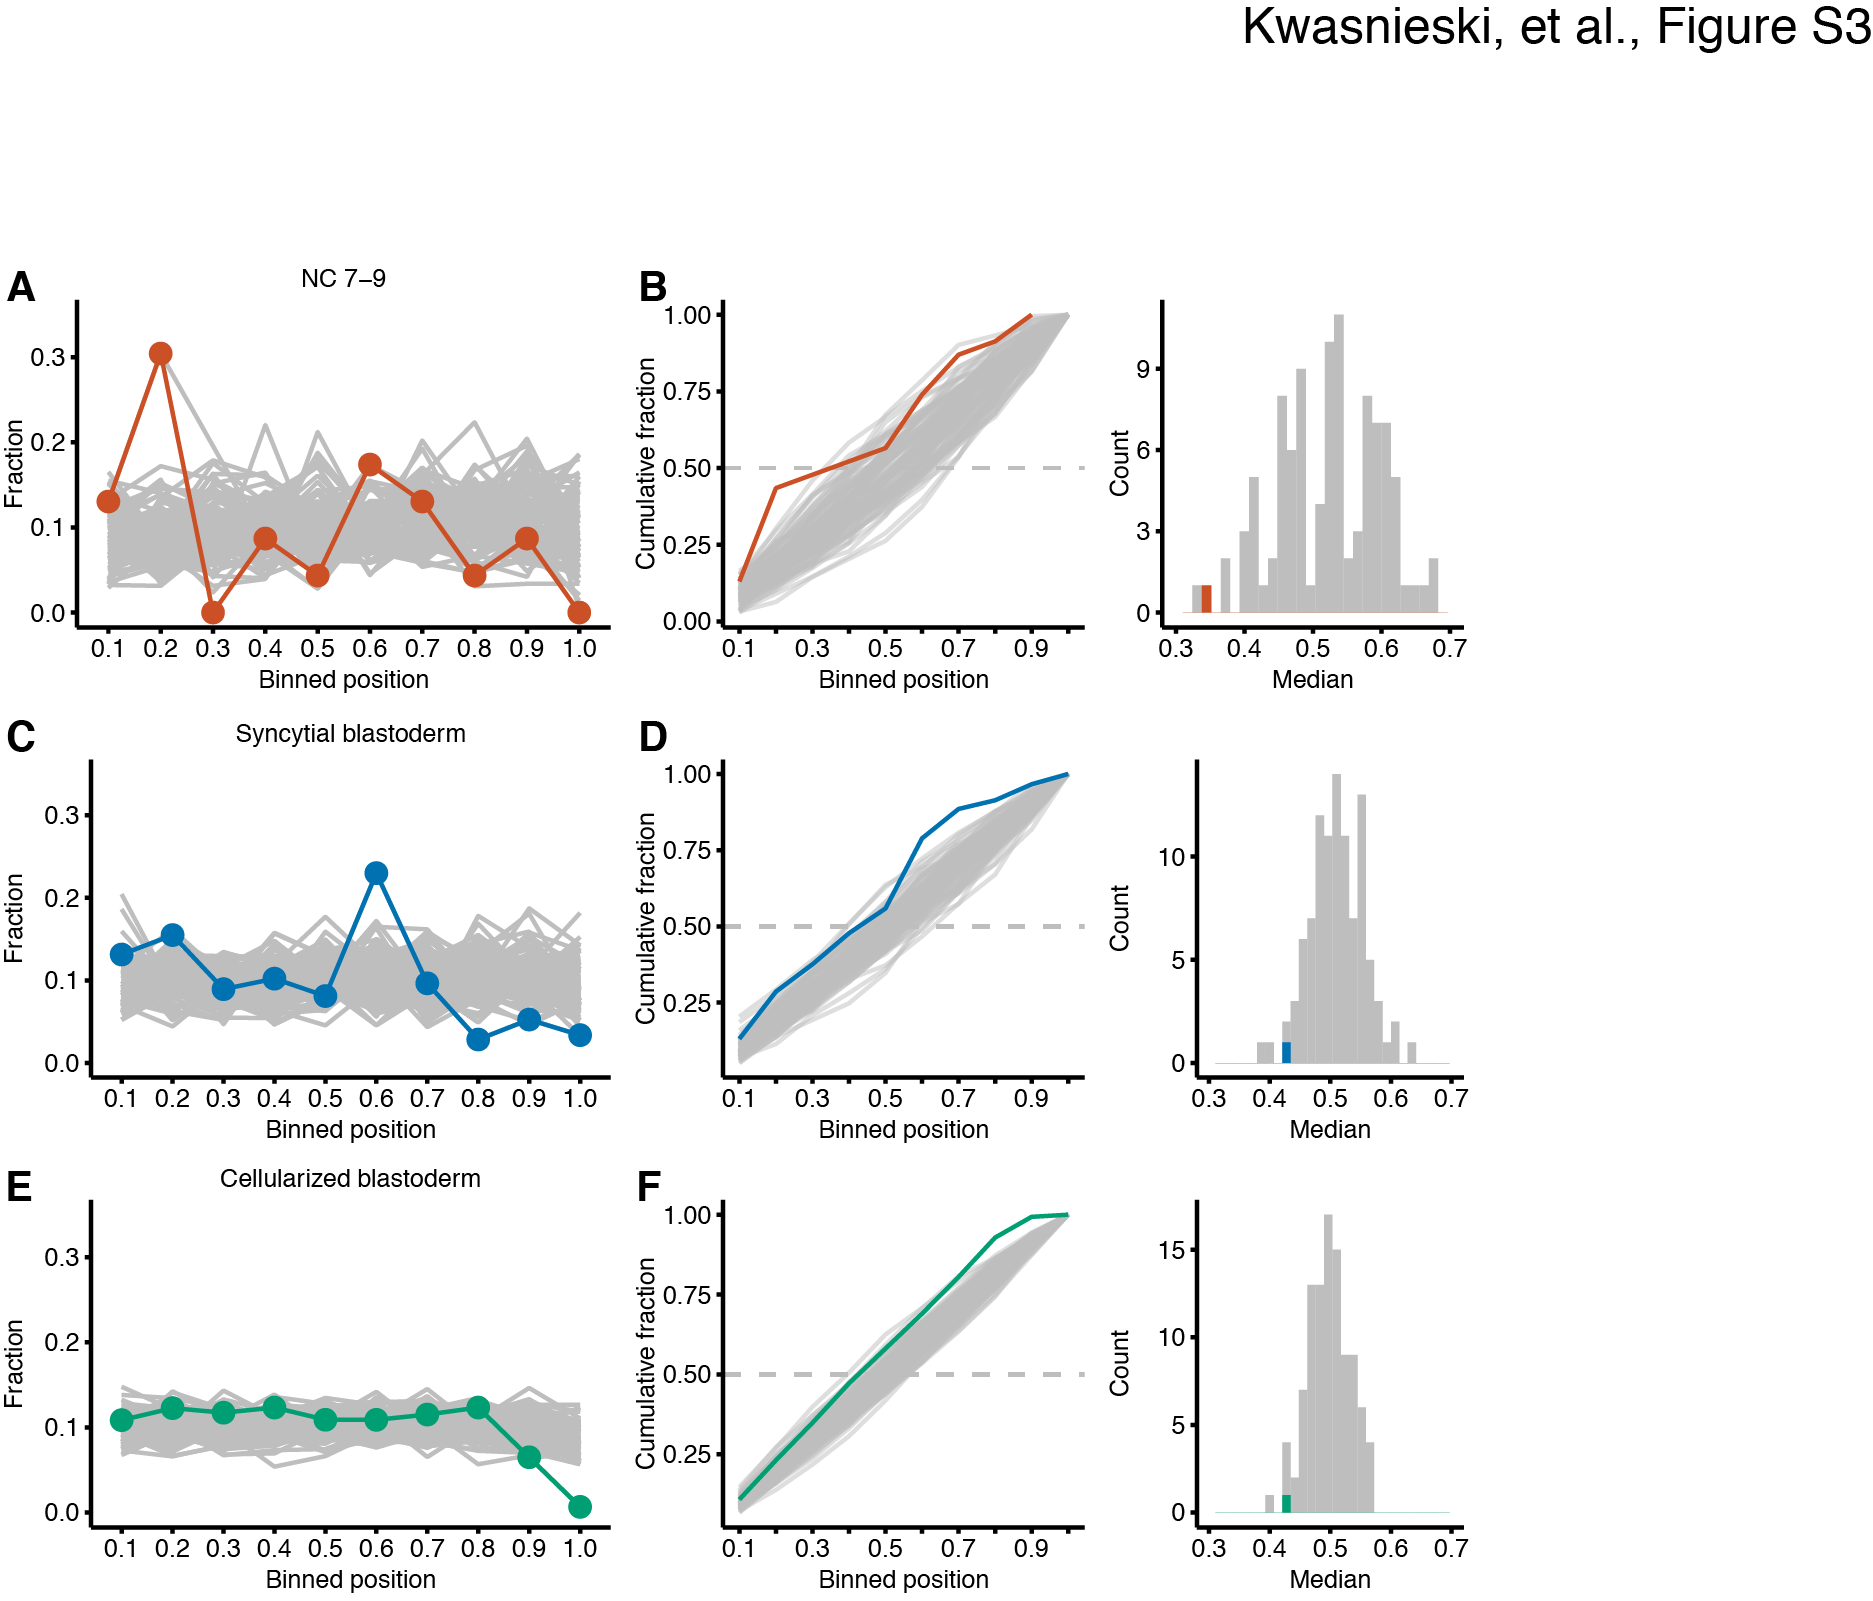 Kwasnieski, et al., Figure S3
A
NC 7–9
0.3
0.2
0.1
0.0
Fraction
0.1 0.2 0.3 0.4 0.5 0.6 0.7 0.8 0.9 1.0
Binned position
B
1.00
0.75
0.50
0.25
0.00
Cumulative fraction
0.1 0.3 0.5 0.7 0.9
Binned position
9
6
3
0
Count
0.3 0.4 0.5 0.6 0.7
Median
C
Syncytial blastoderm
0.3
0.2
0.1
0.0
Fraction
0.1 0.2 0.3 0.4 0.5 0.6 0.7 0.8 0.9 1.0
Binned position
D
1.00
0.75
0.50
0.25
Cumulative fraction
0.1 0.3 0.5 0.7 0.9
Binned position
10
5
0
Count
0.3 0.4 0.5 0.6 0.7
Median
E
Cellularized blastoderm
0.3
0.2
0.1
0.0
Fraction
0.1 0.2 0.3 0.4 0.5 0.6 0.7 0.8 0.9 1.0
Binned position
F
1.00
0.75
0.50
0.25
Cumulative fraction
0.1 0.3 0.5 0.7 0.9
Binned position
15
10
5
0
Count
0.3 0.4 0.5 0.6 0.7
Median